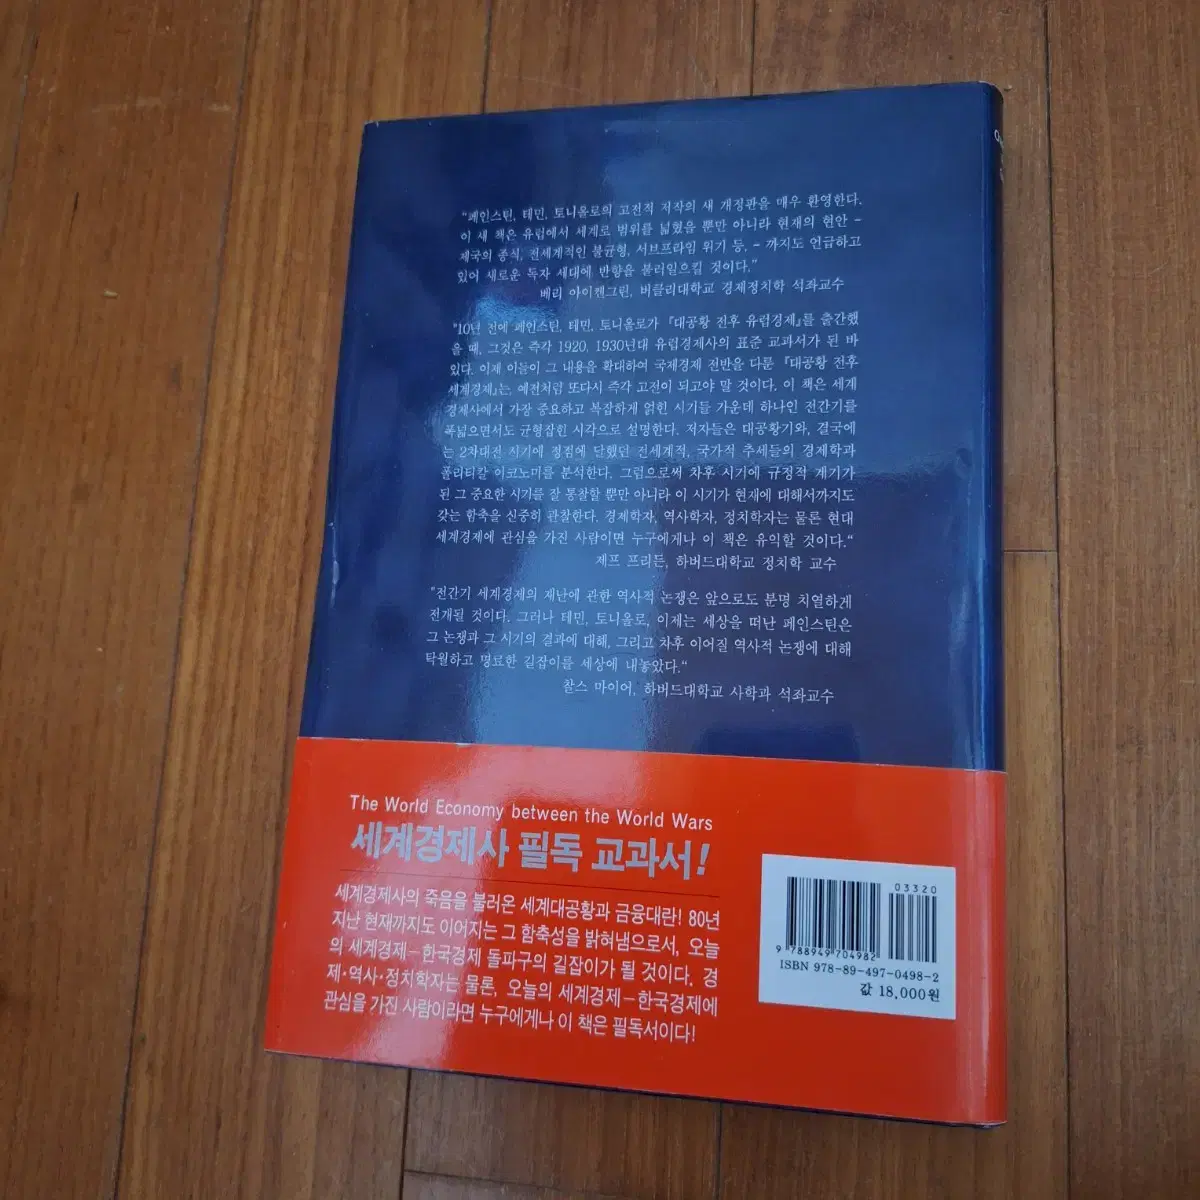 "페인스틴, 테민, 토니올로의 고전적 저작의 새 개정판을 매우 환영한다.
이 새 책은 유럽에서 세계로 범위를 넓혔을 뿐만 아니라 현재의 현안 –
제국의 종식, 전세계적인 불균형, 서브프라임 위기 등, – 까지도 언급하고
있어 새로운 독자 세대에 반향을 불러일으킬 것이다."
베리 아이켄그린, 버클리대학교 경제정치학 석좌교수
"10년 전에 페인스틴, 테민, 토니올로가 『대공황 전후 유럽경제』를 출간했
을 때, 그것은 즉각 1920, 1930년대 유럽경제사의 표준 교과서가 된 바
있다. 이제 이들이 그 내용을 확대하여 국제경제 전반을 다룬 『대공황 전후
세계경제』는, 예전처럼 또다시 즉각 고전이 되고야 말 것이다. 이 책은 세계
경제사에서 가장 중요하고 복잡하게 얽힌 시기들 가운데 하나인 전간기를
폭넓으면서도 균형잡힌 시각으로 설명한다. 저자들은 대공황기와, 결국에
는 2차대전 시기에 정점에 달했던 전세계적, 국가적 추세들의 경제학과
폴리티칼 이코노미를 분석한다. 그럼으로써 차후 시기에 규정적 계기가
된 그 중요한 시기를 잘 통찰할 뿐만 아니라 이 시기가 현재에 대해서까지도
갖는 함축을 신중히 관찰한다. 경제학자, 역사학자, 정치학자는 물론 현대
세계경제에 관심을 가진 사람이면 누구에게나 이 책은 유익할 것이다."
제프 프리든, 하버드대학교 정치학 교수
"전간기 세계경제의 재난에 관한 역사적 논쟁은 앞으로도 분명 치열하게
전개될 것이다. 그러나 테민, 토니올로, 이제는 세상을 떠난 페인스틴은
그 논쟁과 그 시기의 결과에 대해, 그리고 차후 이어질 역사적 논쟁에 대해
탁월하고 명료한 길잡이를 세상에 내놓았다."
찰스 마이어, 하버드대학교 사학과 석좌교수
The World Economy between the World Wars
세계경제사 필독 교과서!
세계경제사의 죽음을 불러온 세계대공황과 금융대란! 80년
지난 현재까지도 이어지는 그 함축성을 밝혀냄으로서, 오늘
의 세계경제–한국경제 돌파구의 길잡이가 될 것이다. 경
제·역사·정치학자는 물론, 오늘의 세계경제–한국경제에
관심을 가진 사람이라면 누구에게나 이 책은 필독서이다!
03320
9 788949 704982
ISBN 978-89-497-0498-2
값 18,000원